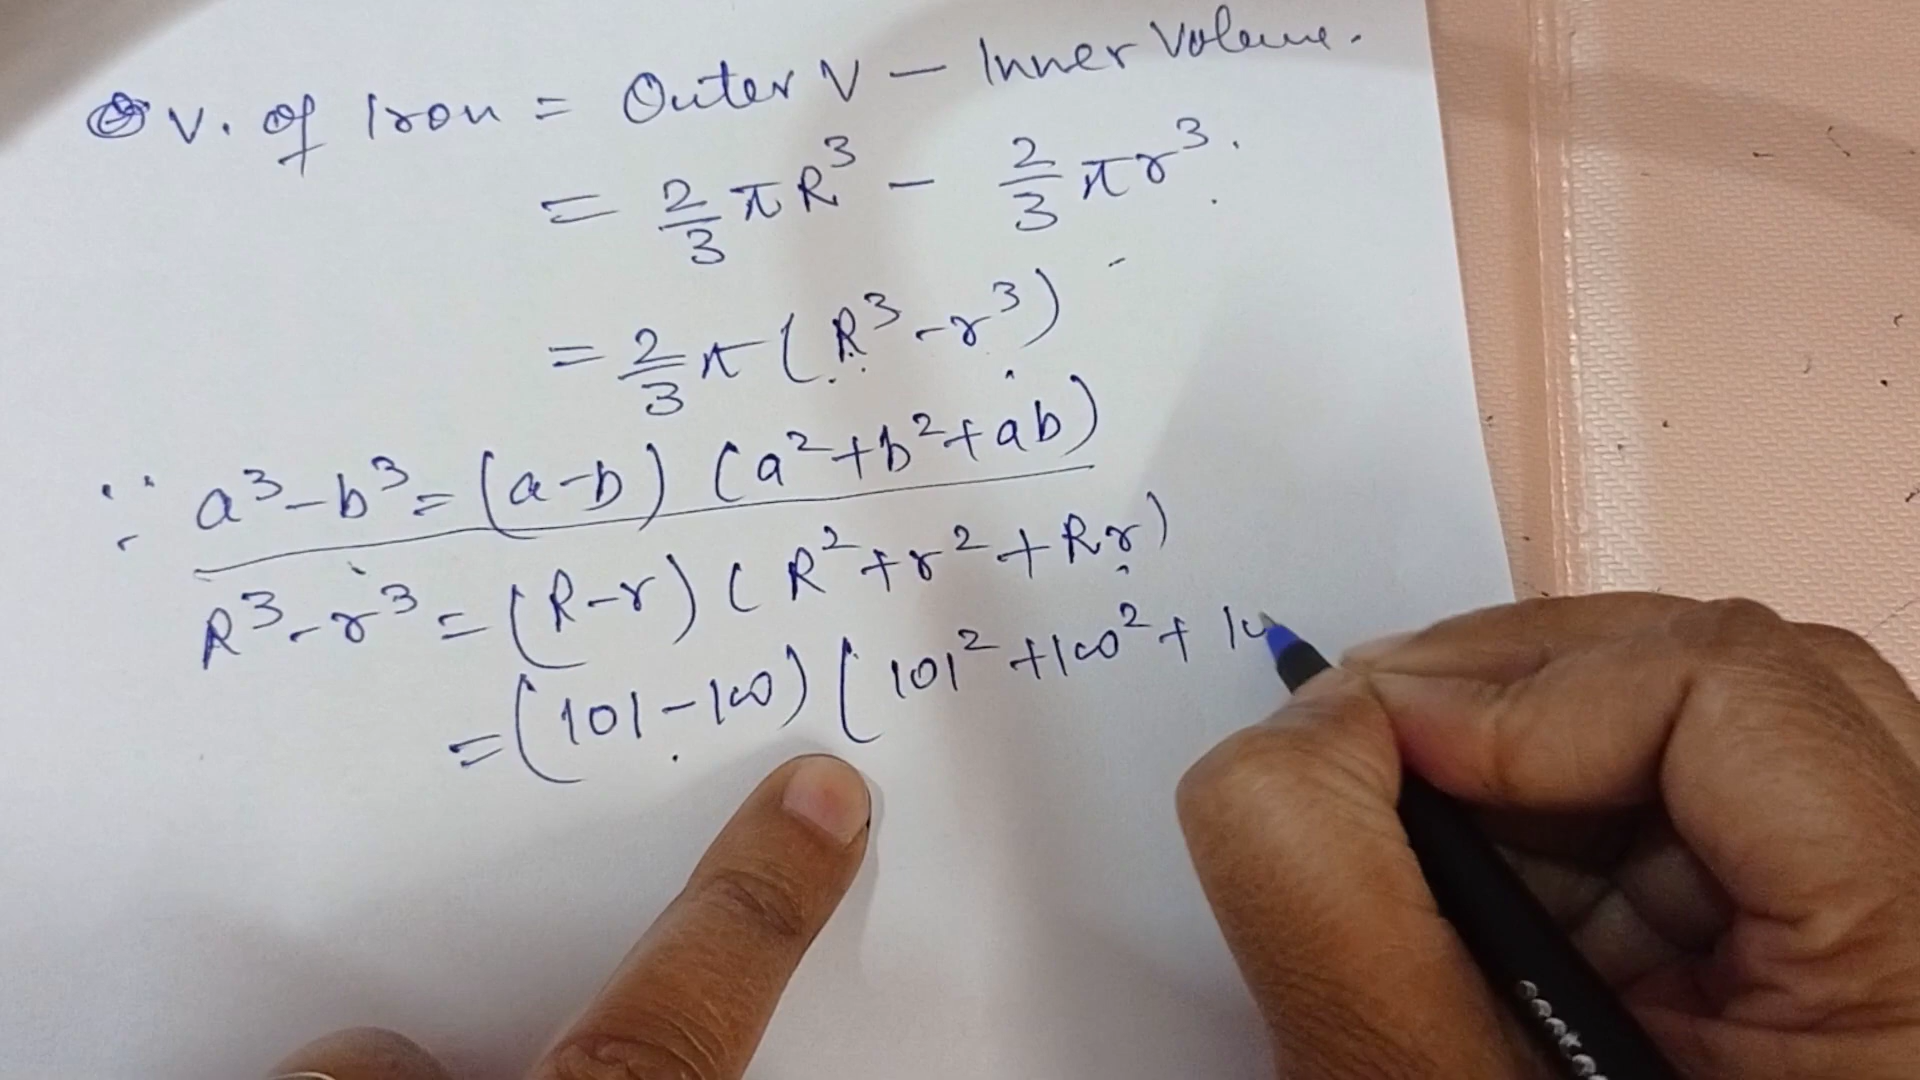 V. of Iron = Outer V - Inner Volume.
= 2/3 πR³ - 2/3 πr³.
= 2/3 π (R³ - r³)
∵ a³ - b³ = (a-b) (a² + b² + ab)
R³ - r³ = (R-r) (R² + r² + Rr)
= (101 - 100) (101² + 100² + 10